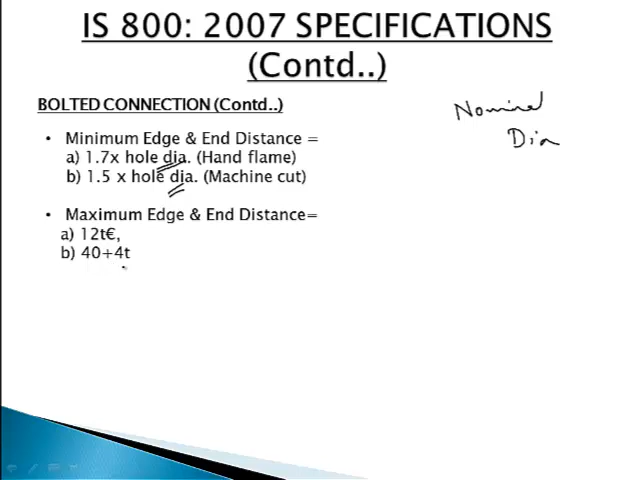 IS 800: 2007 SPECIFICATIONS
(Contd..)
BOLTED CONNECTION (Contd..)
Nominal
Dia
• Minimum Edge & End Distance =
a) 1.7x hole dia. (Hand flame)
b) 1.5 x hole dia. (Machine cut)
• Maximum Edge & End Distance=
a) 12t€,
b) 40+4t